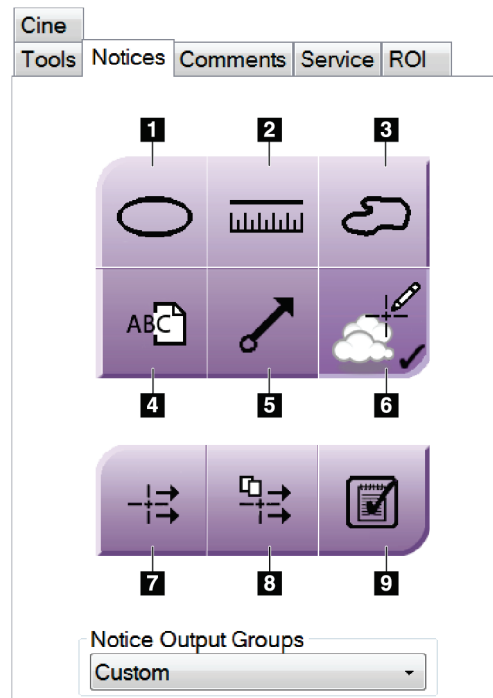 Cine
Tools Notices Comments Service ROI
1 2 3
ABC
4 5 6
7 8 9
Notice Output Groups
Custom